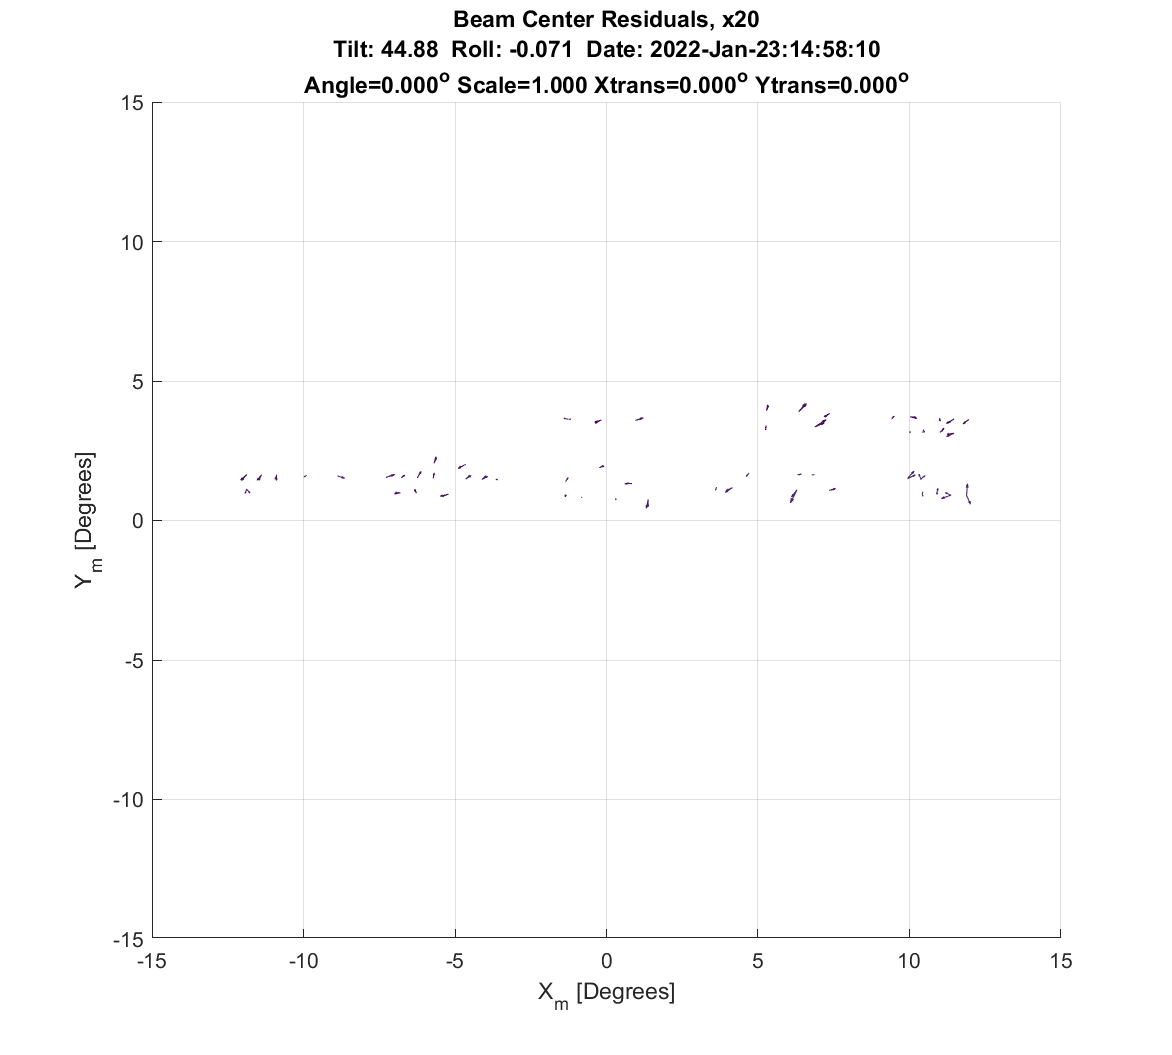 Beam Center Residuals, x20
Tilt: 44.88 Roll: -0.071 Date: 2022-Jan-23:14:58:10
Angle=0.000° Scale=1.000 Xtrans=0.000° Ytrans=0.000°
15
10
5
0
-5
-10
-15
Y_m [Degrees]
-15 -10 -5 0 5 10 15
X_m [Degrees]